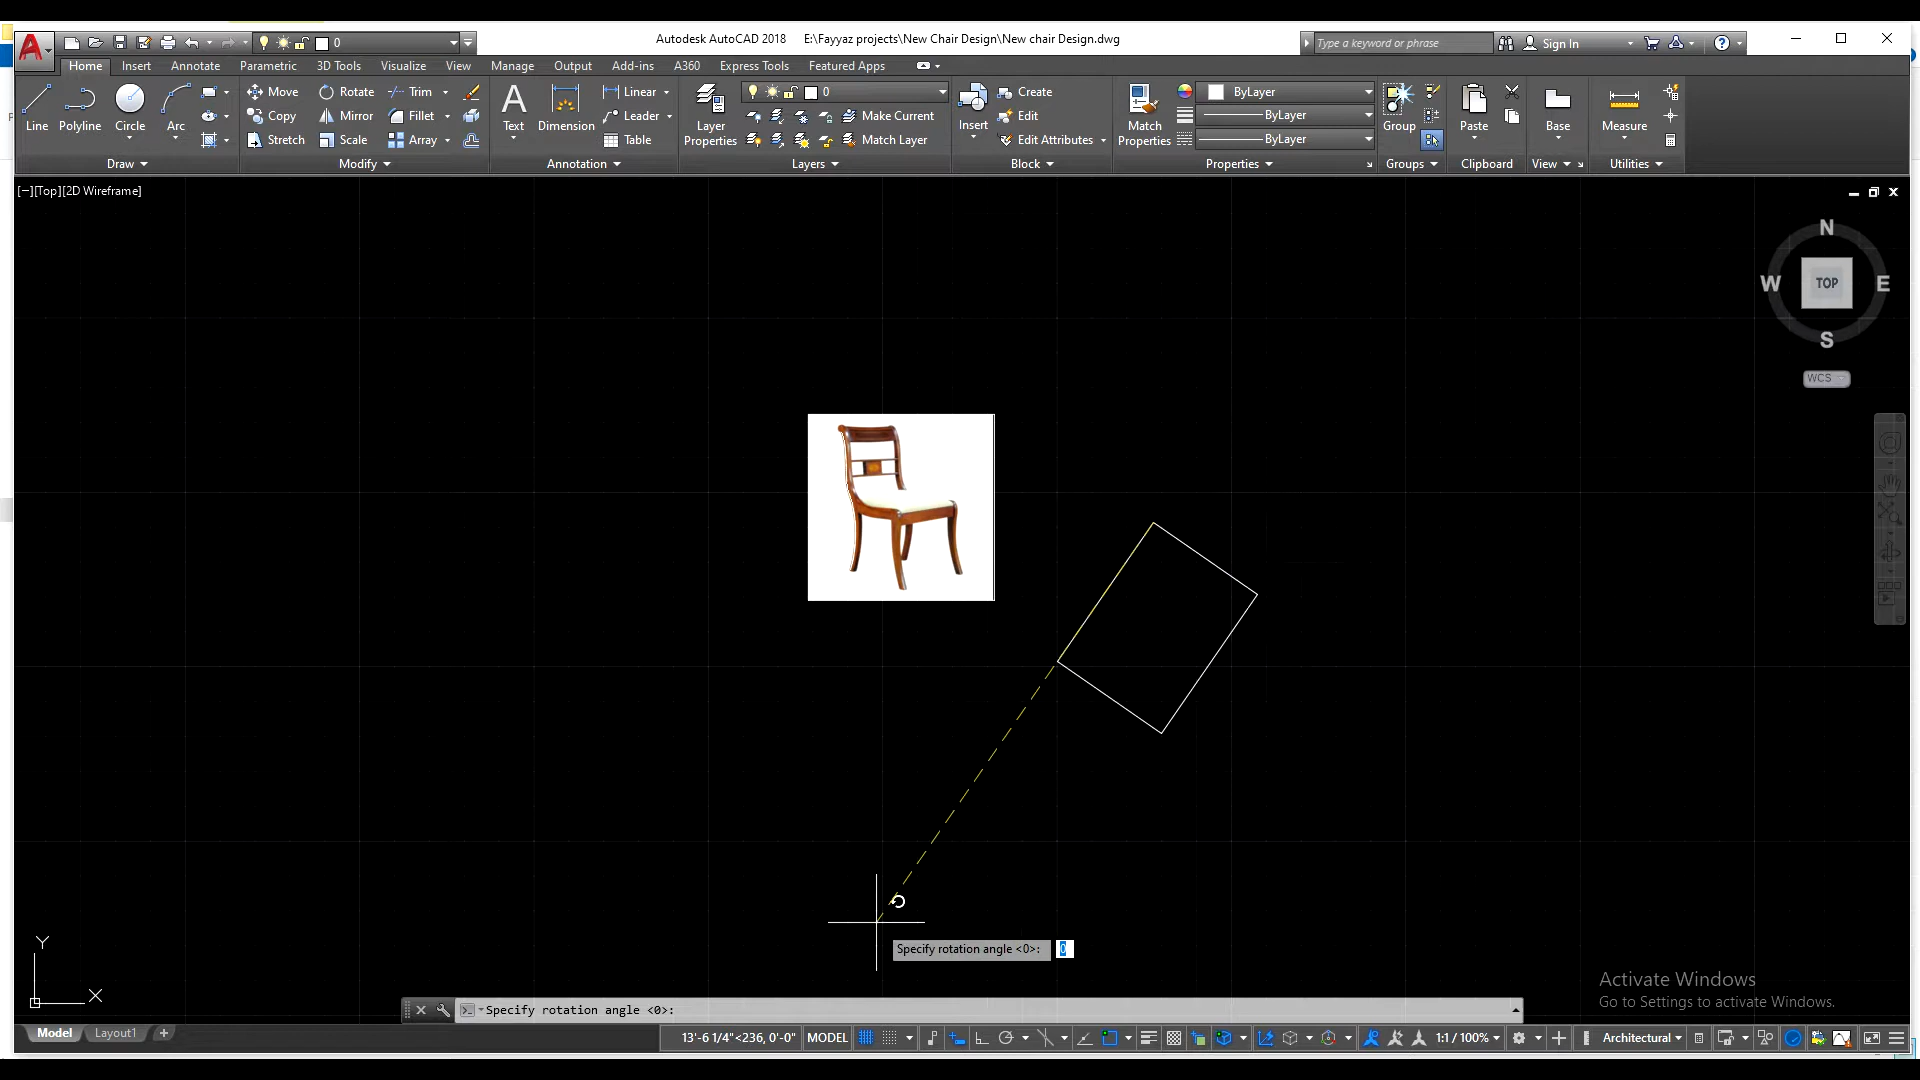 0
Autodesk AutoCAD 2018 E:\Fayyaz projects\New Chair Design\New chair Design.dwg
Type a keyword or phrase
Sign In
Home Insert Annotate Parametric 3D Tools Visualize View Manage Output Add-ins A360 Express Tools Featured Apps
Move Rotate Trim Linear 0 Create ByLayer
Copy Mirror Fillet Leader Make Current Edit ByLayer
Line Polyline Circle Arc Text Dimension Layer Properties Insert Match Properties Group Paste Base Measure
Stretch Scale Array Table Match Layer Edit Attributes ByLayer
Draw Modify Annotation Layers Block Properties Groups Clipboard View Utilities
[−][Top][2D Wireframe]
N
W TOP E
S
WCS
Specify rotation angle <0>: 0
Y
X
Activate Windows
Go to Settings to activate Windows.
Specify rotation angle <0>:
Model Layout1 +
13'-6 1/4"<236, 0'-0" MODEL 1:1 / 100% Architectural